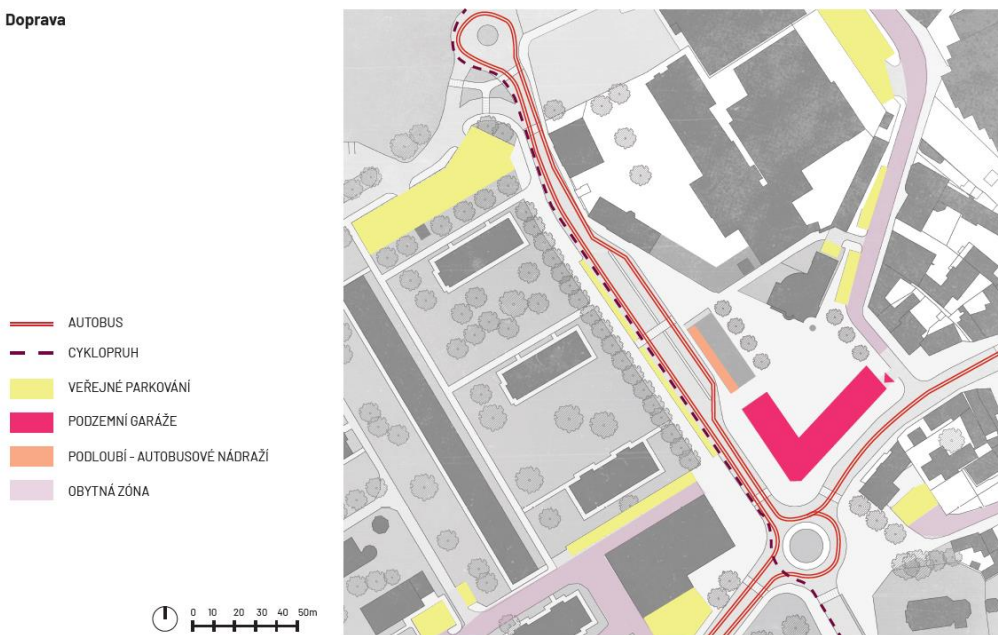 Doprava
AUTOBUS
CYKLOPRUH
VEŘEJNÉ PARKOVÁNÍ
PODZEMNÍ GARÁŽE
PODLOUBÍ - AUTOBUSOVÉ NÁDRAŽÍ
OBYTNÁ ZÓNA
0 10 20 30 40 50m